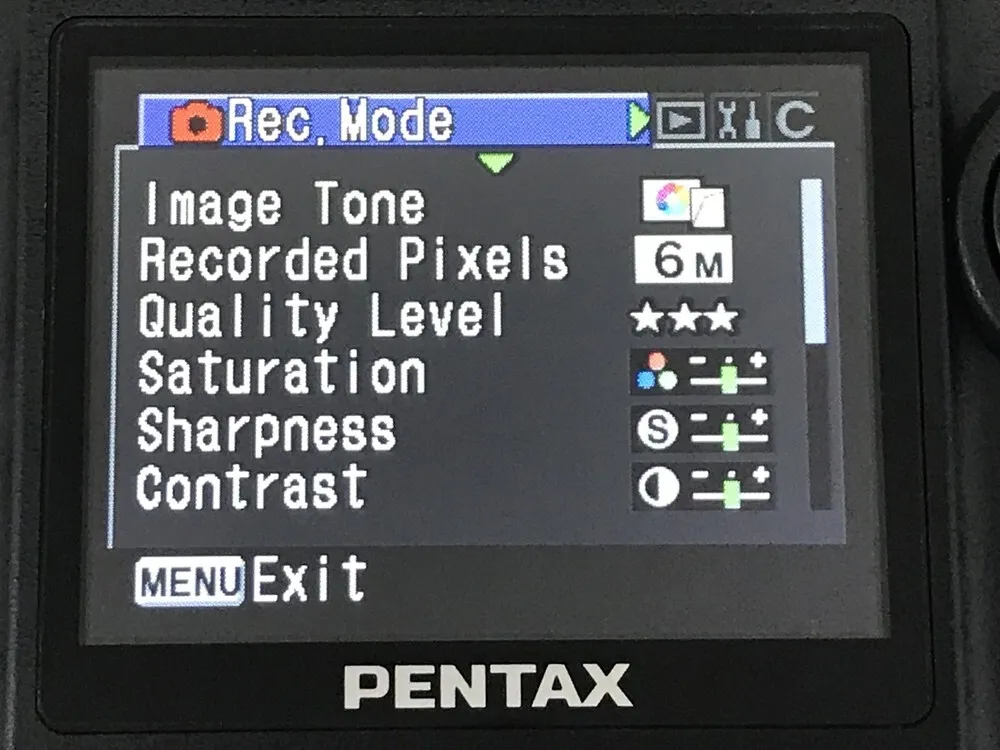 Rec. Mode C
Image Tone
Recorded Pixels 6M
Quality Level ★★★
Saturation - +
Sharpness S - +
Contrast - +
MENU Exit
PENTAX